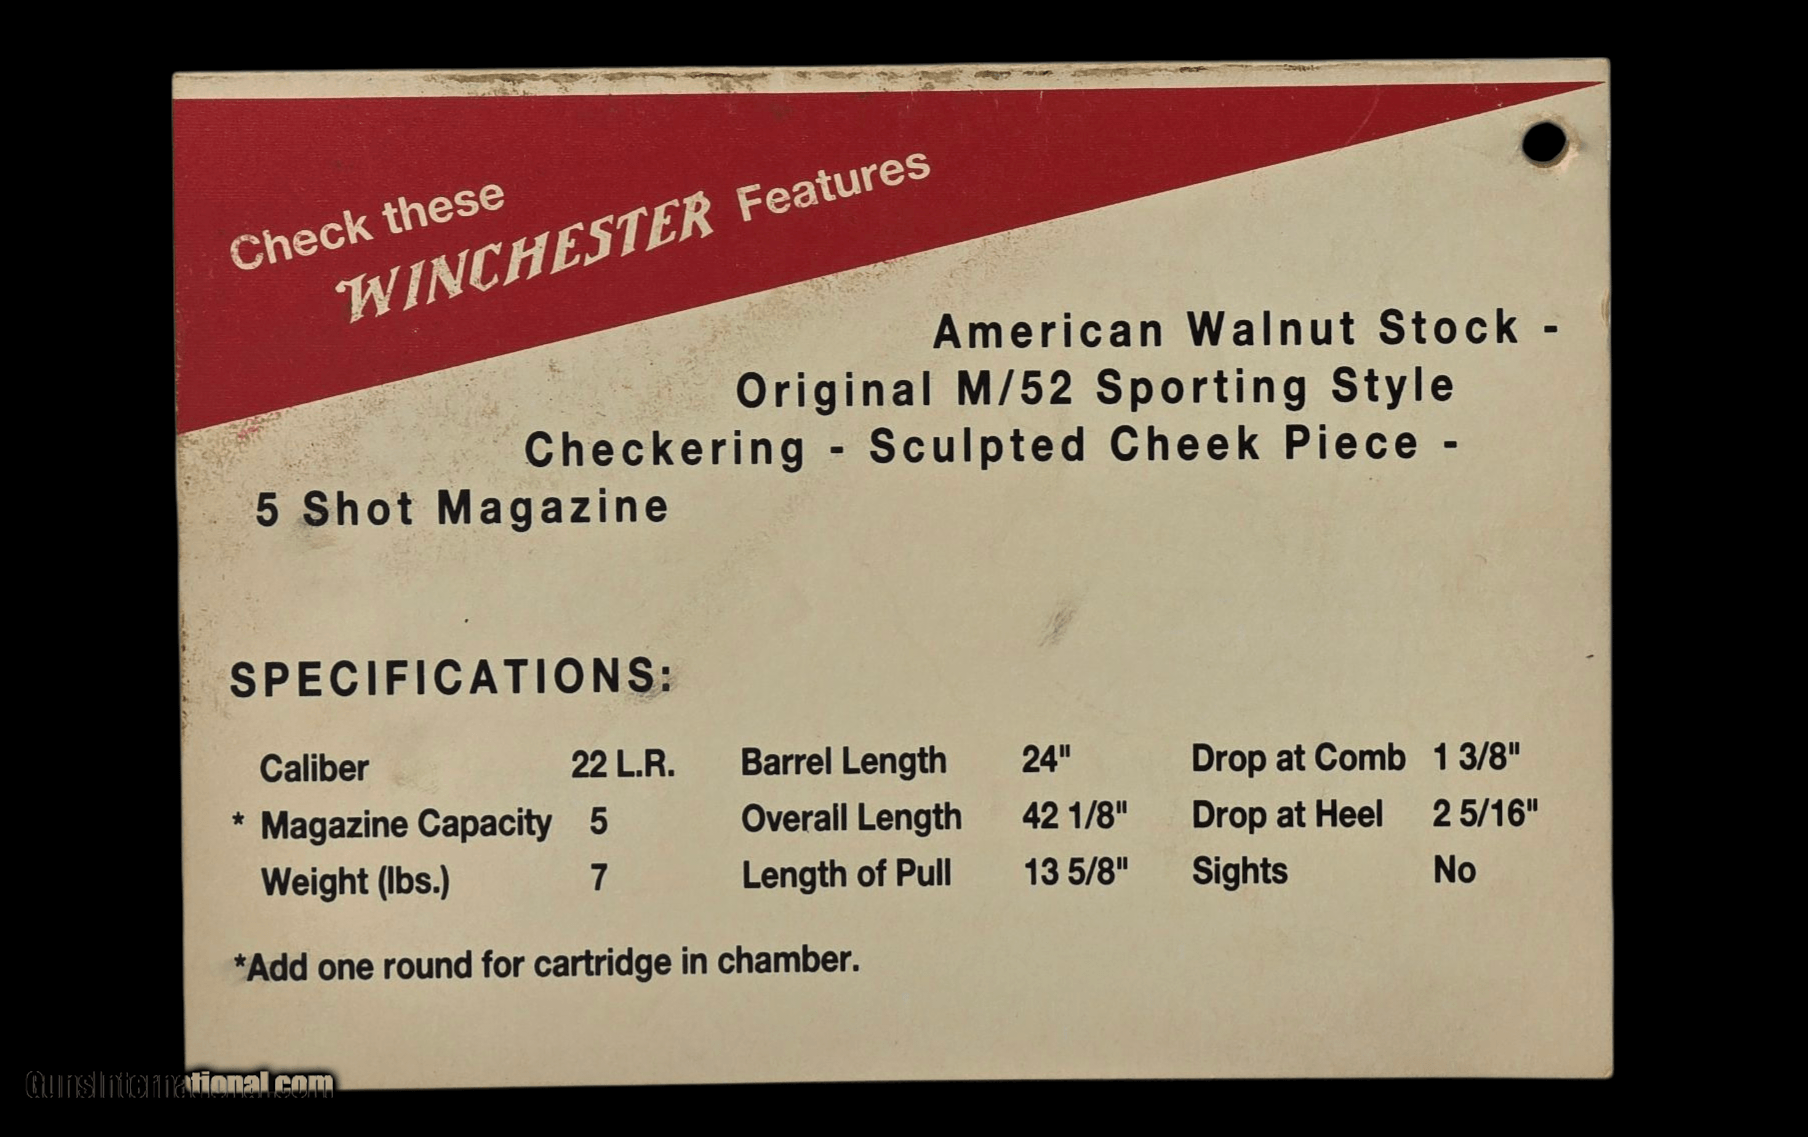 Check these
WINCHESTER Features
American Walnut Stock -
Original M/52 Sporting Style
Checkering - Sculpted Cheek Piece -
5 Shot Magazine
SPECIFICATIONS:
Caliber 22 L.R. Barrel Length 24" Drop at Comb 1 3/8"
* Magazine Capacity 5 Overall Length 42 1/8" Drop at Heel 2 5/16"
Weight (lbs.) 7 Length of Pull 13 5/8" Sights No
*Add one round for cartridge in chamber.
GunsInternational.com